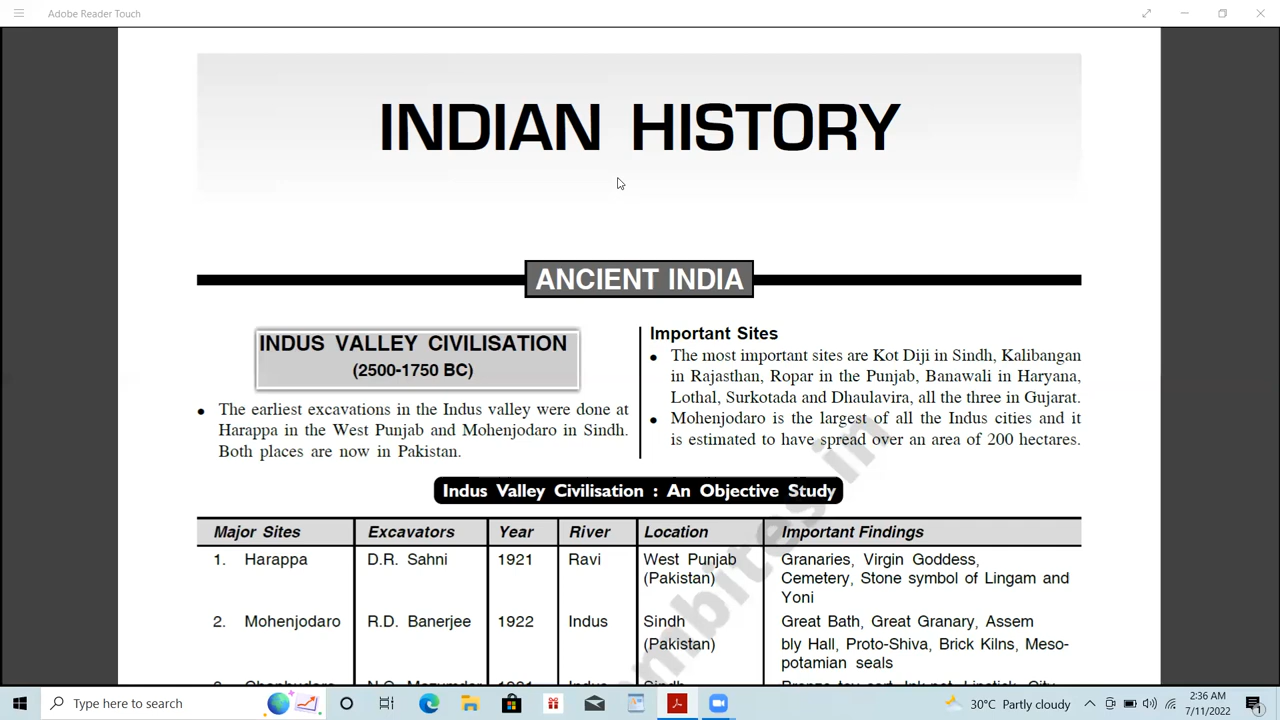 Adobe Reader Touch
INDIAN HISTORY
ANCIENT INDIA
INDUS VALLEY CIVILISATION
(2500-1750 BC)
• The earliest excavations in the Indus valley were done at
Harappa in the West Punjab and Mohenjodaro in Sindh.
Both places are now in Pakistan.
Important Sites
• The most important sites are Kot Diji in Sindh, Kalibangan
in Rajasthan, Ropar in the Punjab, Banawali in Haryana,
Lothal, Surkotada and Dhaulavira, all the three in Gujarat.
• Mohenjodaro is the largest of all the Indus cities and it
is estimated to have spread over an area of 200 hectares.
Indus Valley Civilisation : An Objective Study
Major Sites Excavators Year River Location Important Findings
1. Harappa D.R. Sahni 1921 Ravi West Punjab Granaries, Virgin Goddess,
(Pakistan) Cemetery, Stone symbol of Lingam and
Yoni
2. Mohenjodaro R.D. Banerjee 1922 Indus Sindh Great Bath, Great Granary, Assem
(Pakistan) bly Hall, Proto-Shiva, Brick Kilns, Meso-
potamian seals
Type here to search
30°C Partly cloudy
2:36 AM
7/11/2022
1